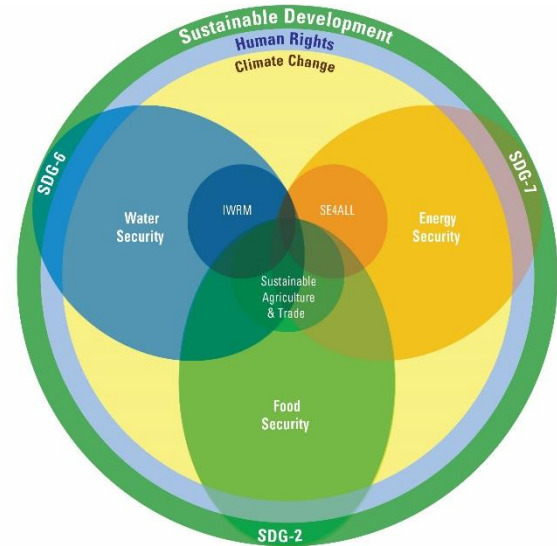 Sustainable Development
Human Rights
Climate Change
SDG-6
SDG-7
IWRM
SE4ALL
Water
Security
Energy
Security
Sustainable
Agriculture
& Trade
Food
Security
SDG-2